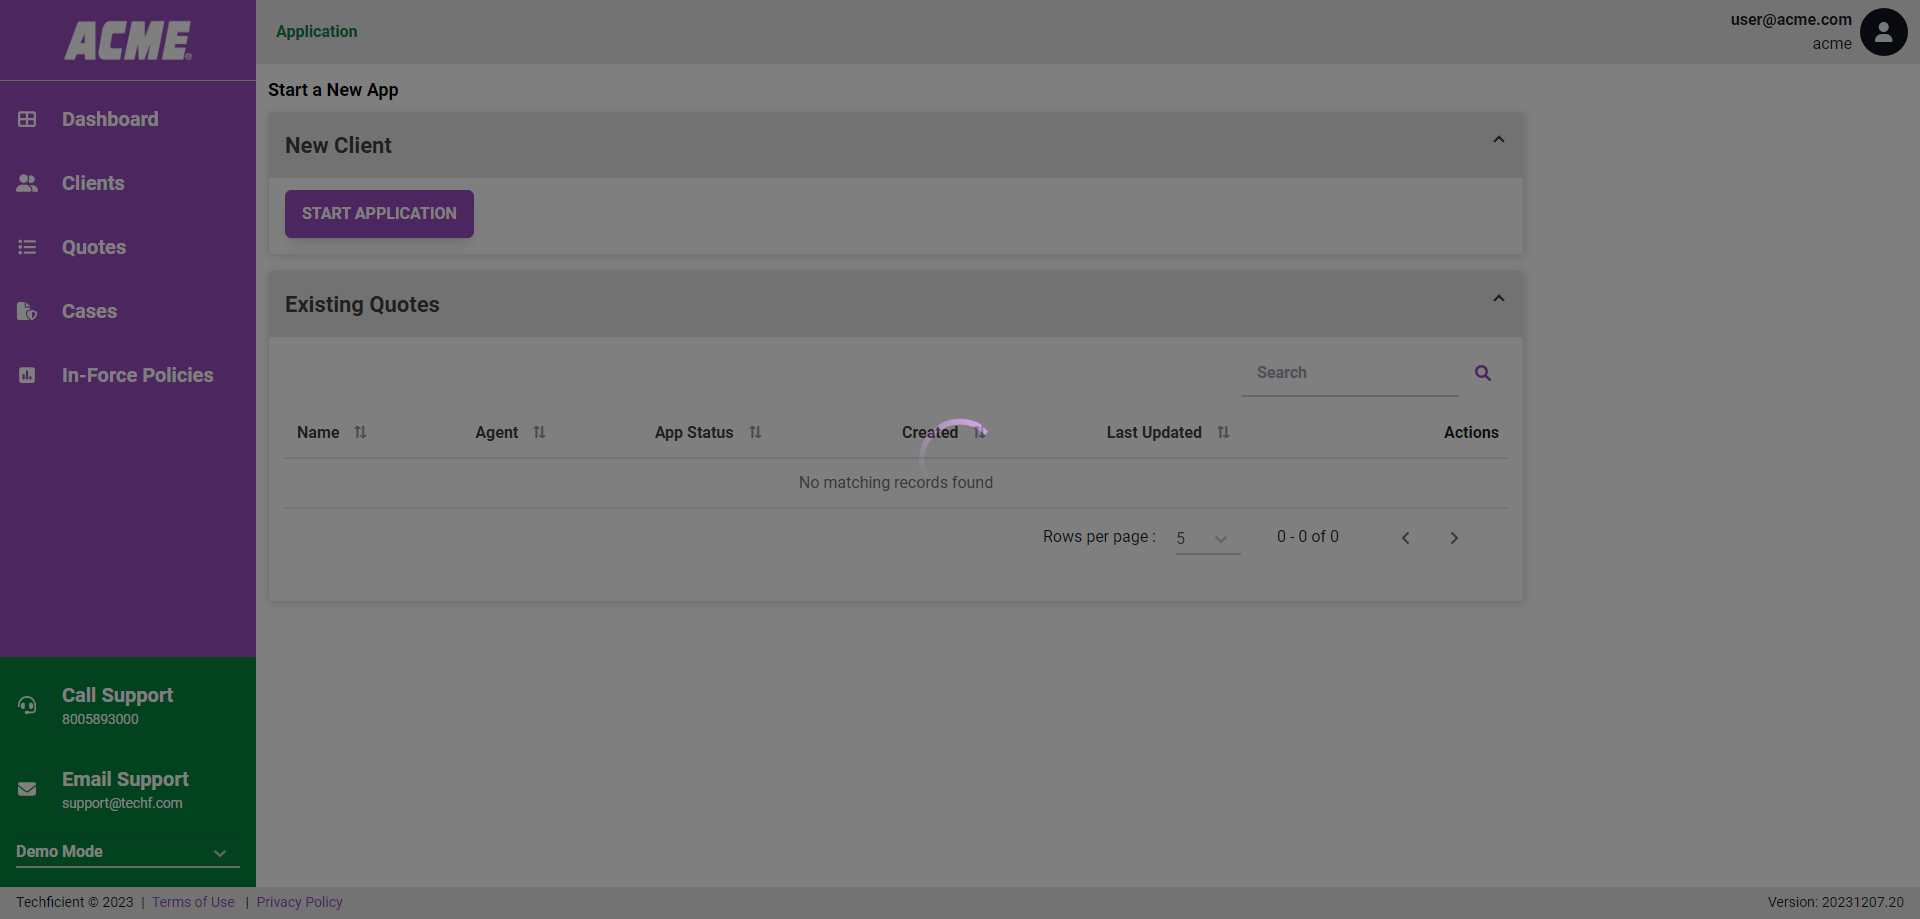 ACME®
Application
user@acme.com
acme
Dashboard
Clients
Quotes
Cases
In-Force Policies
Start a New App
New Client
START APPLICATION
Existing Quotes
Search
Name Agent App Status Created Last Updated Actions
No matching records found
Rows per page : 5 0 - 0 of 0
Call Support
8005893000
Email Support
support@techf.com
Demo Mode
Techficient © 2023 | Terms of Use | Privacy Policy
Version: 20231207.20